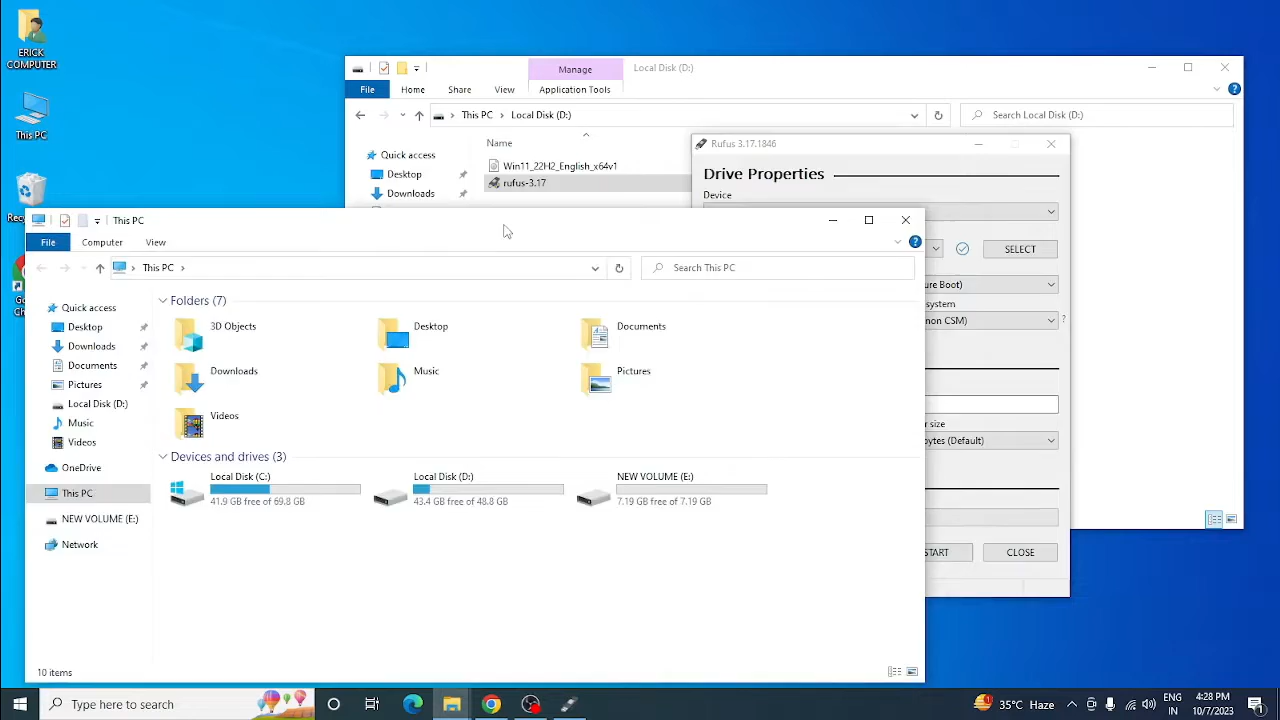 ERICK
COMPUTER
This PC
Manage
Local Disk (D:)
File
Home
Share
View
Application Tools
This PC
Local Disk (D:)
Search Local Disk (D:)
Quick access
Desktop
Downloads
Name
Win11_22H2_English_x64v1
rufus-3.17
Rufus 3.17.1846
Drive Properties
Device
SELECT
ure Boot)
system
non CSM)
?
r size
bytes (Default)
START
CLOSE
Recy
Go
Ch
This PC
File
Computer
View
This PC
Search This PC
Quick access
Desktop
Downloads
Documents
Pictures
Local Disk (D:)
Music
Videos
OneDrive
This PC
NEW VOLUME (E:)
Network
Folders (7)
3D Objects
Desktop
Documents
Downloads
Music
Pictures
Videos
Devices and drives (3)
Local Disk (C:)
41.9 GB free of 69.8 GB
Local Disk (D:)
43.4 GB free of 48.8 GB
NEW VOLUME (E:)
7.19 GB free of 7.19 GB
10 items
Type here to search
1
35°C Haze
ENG
IN
4:28 PM
10/7/2023